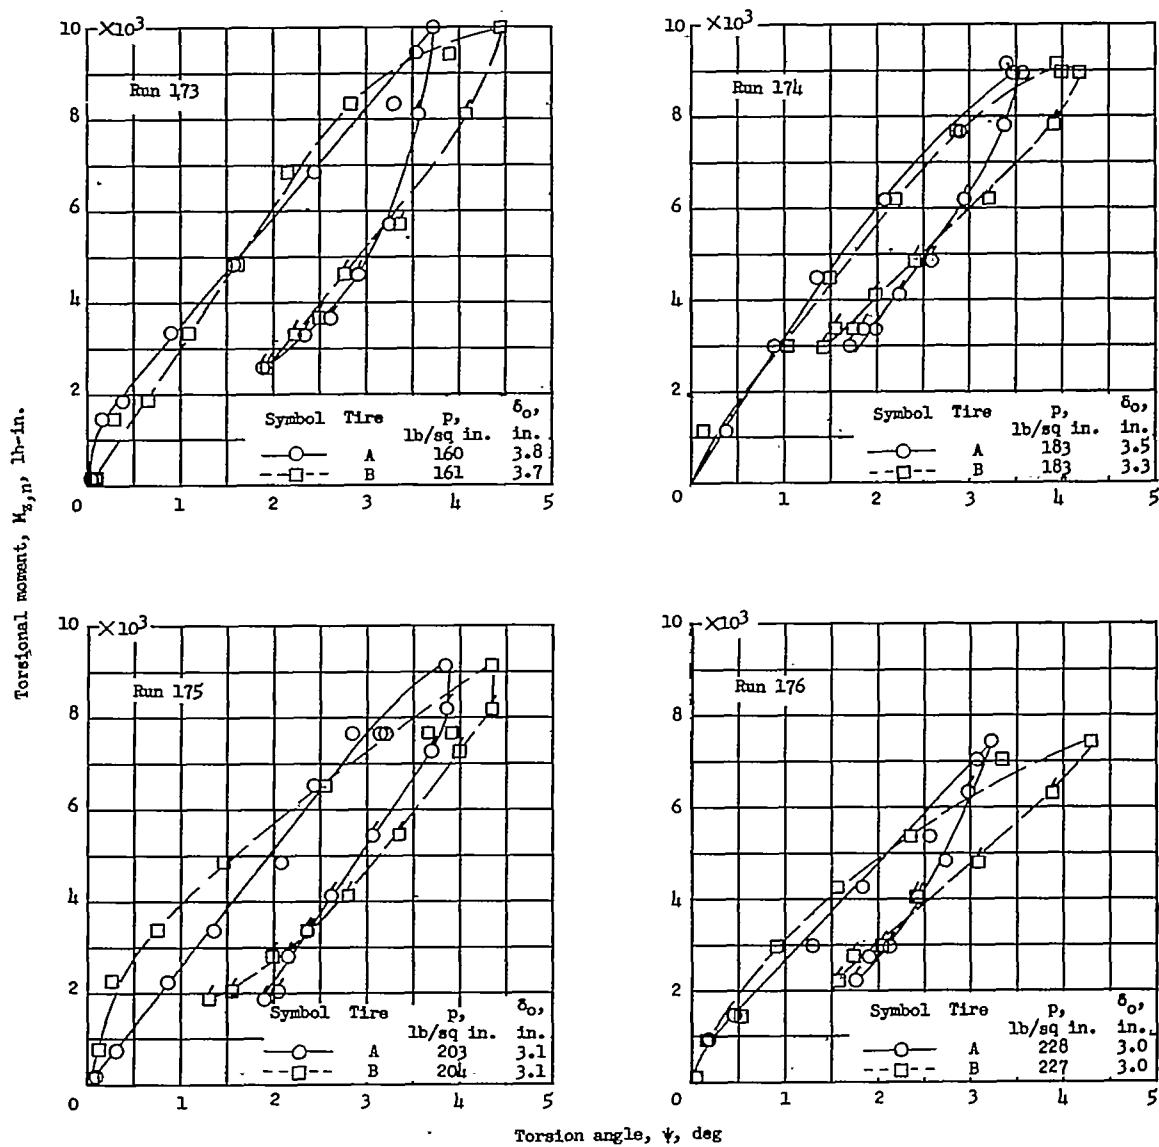 10 ×10³
Run 173
8
6
4
2
0 1 2 3 4 5
Symbol Tire p, lb/sq in. δo, in.
A 160 3.8
B 161 3.7
10 ×10³
Run 174
8
6
4
2
0 1 2 3 4 5
Symbol Tire p, lb/sq in. δo, in.
A 183 3.5
B 183 3.3
Torsional moment, Mz,n, lb-in.
10 ×10³
Run 175
8
6
4
2
0 1 2 3 4 5
Symbol Tire p, lb/sq in. δo, in.
A 203 3.1
B 204 3.1
10 ×10³
Run 176
8
6
4
2
0 1 2 3 4 5
Symbol Tire p, lb/sq in. δo, in.
A 228 3.0
B 227 3.0
Torsion angle, ψ, deg